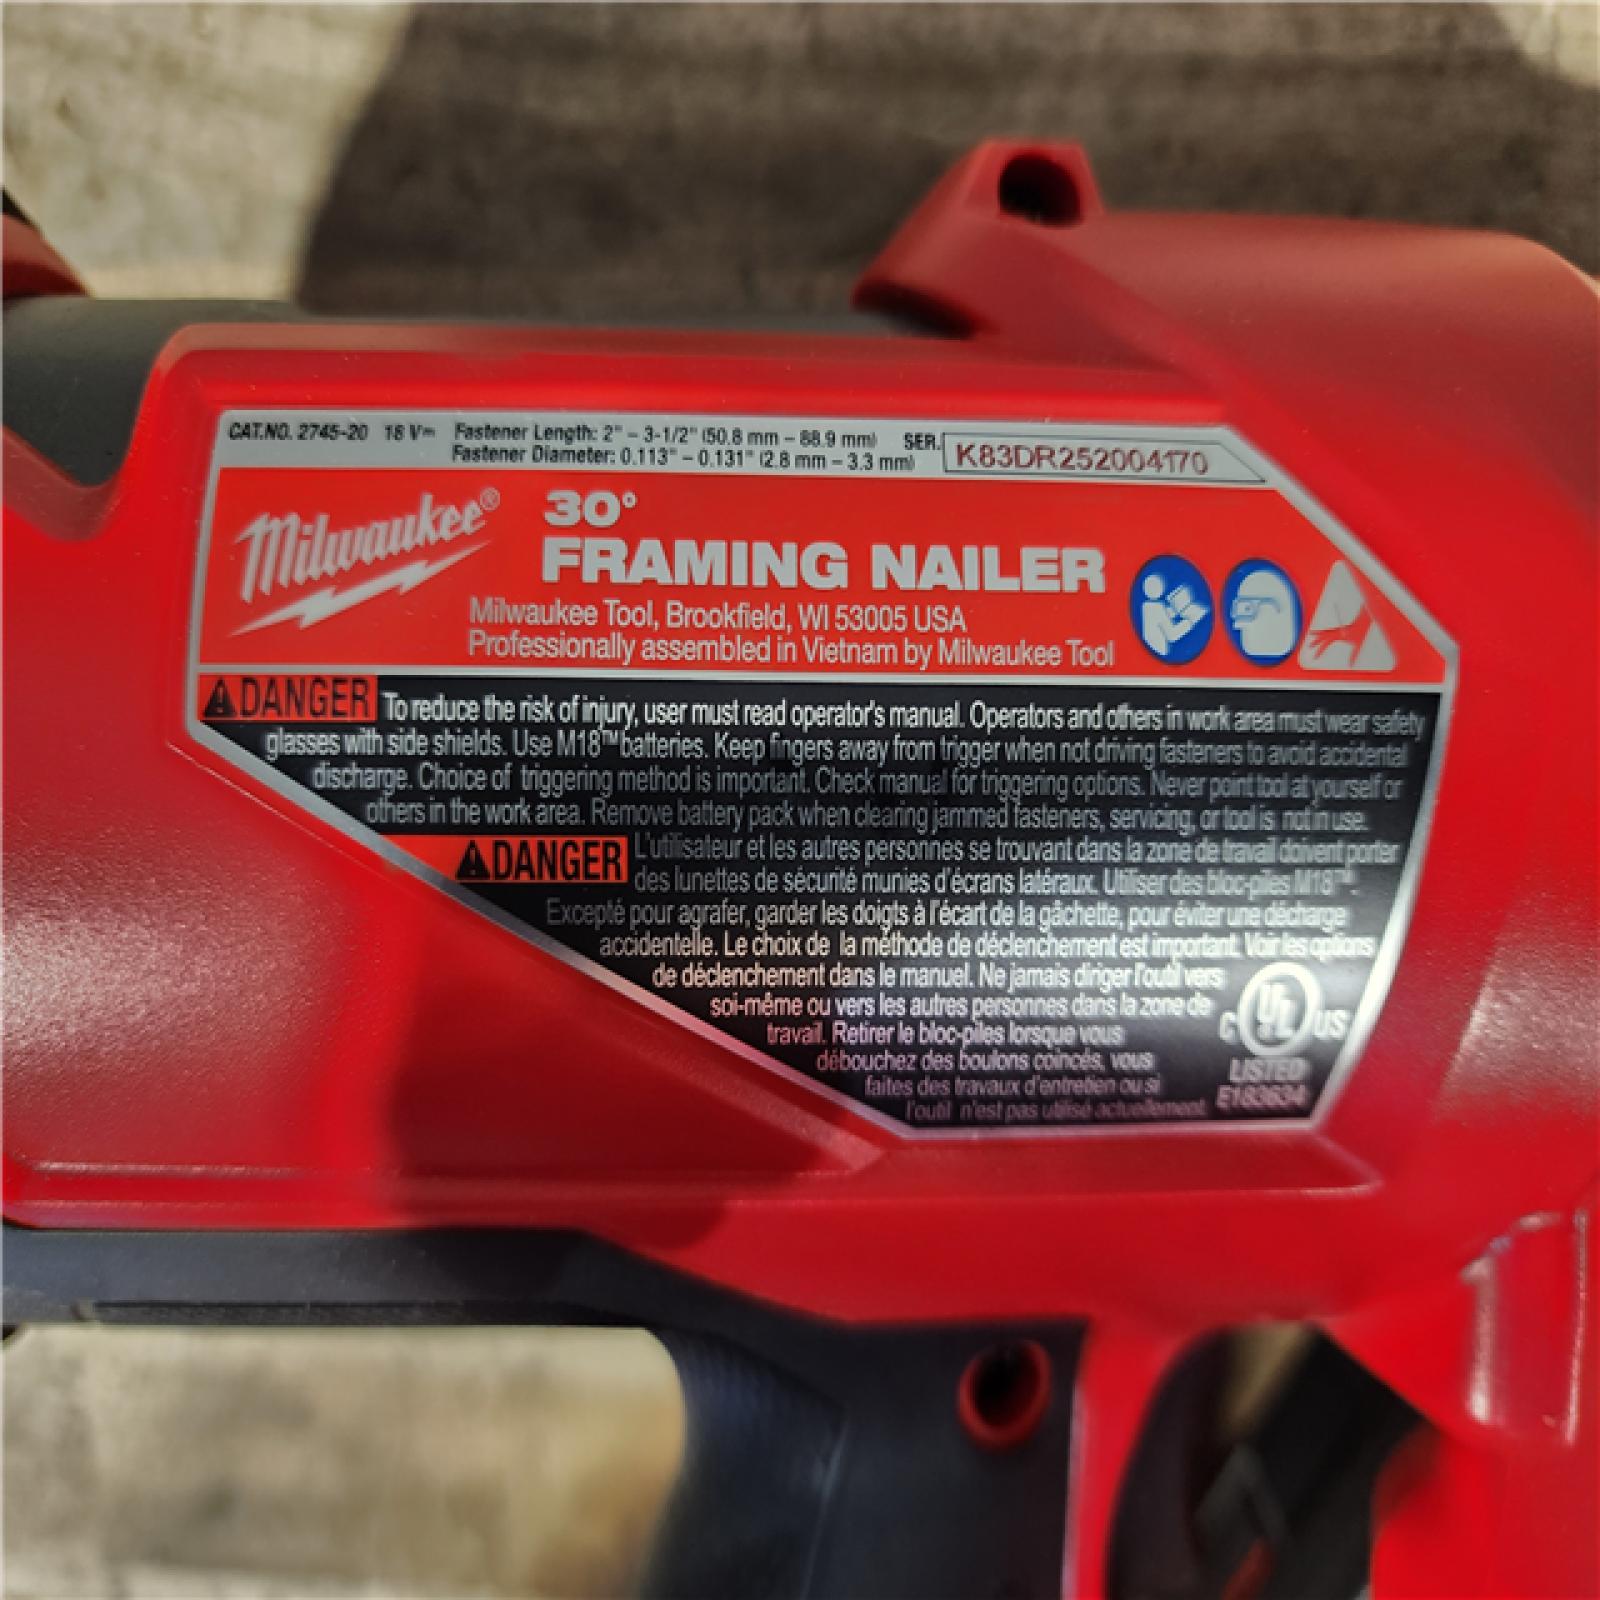 CAT.NO. 2745-20 18 V⎓ Fastener Length: 2" – 3-1/2" (50.8 mm – 88.9 mm) SER. K83DR252004170
Fastener Diameter: 0.113" – 0.131" (2.8 mm – 3.3 mm)
Milwaukee®
30°
FRAMING NAILER
Milwaukee Tool, Brookfield, WI 53005 USA
Professionally assembled in Vietnam by Milwaukee Tool
DANGER To reduce the risk of injury, user must read operator's manual. Operators and others in work area must wear safety
glasses with side shields. Use M18™ batteries. Keep fingers away from trigger when not driving fasteners to avoid accidental
discharge. Choice of triggering method is important. Check manual for triggering options. Never point tool at yourself or
others in the work area. Remove battery pack when clearing jammed fasteners, servicing, or tool is not in use.
DANGER L'utilisateur et les autres personnes se trouvant dans la zone de travail doivent porter
des lunettes de sécurité munies d'écrans latéraux. Utiliser des bloc-piles M18™.
Excepté pour agrafer, garder les doigts à l'écart de la gâchette, pour éviter une décharge
accidentelle. Le choix de la méthode de déclenchement est important. Voir les options
de déclenchement dans le manuel. Ne jamais diriger l'outil vers
soi-même ou vers les autres personnes dans la zone de
travail. Retirer le bloc-piles lorsque vous
débouchez des boulons coincés, vous
faites des travaux d'entretien ou si
l'outil n'est pas utilisé actuellement.
C UL US
LISTED
E183634